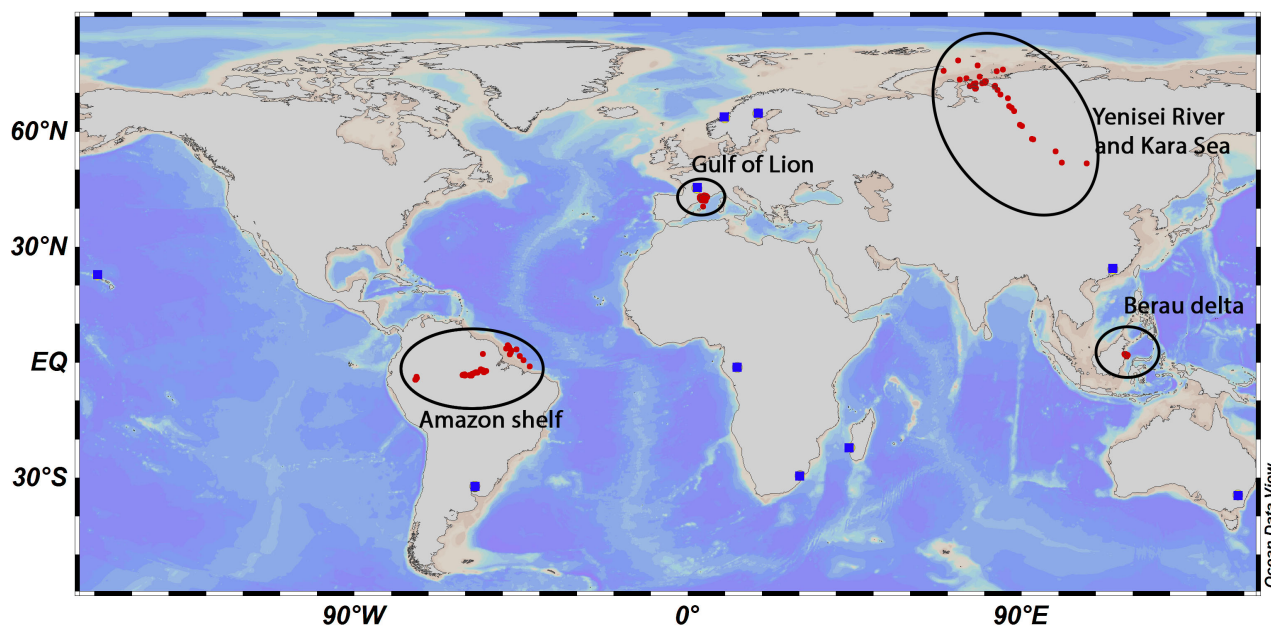 60°N
30°N
EQ
30°S
90°W
0°
90°E
Yenisei River
and Kara Sea
Gulf of Lion
Berau delta
Amazon shelf
Ocean Data View